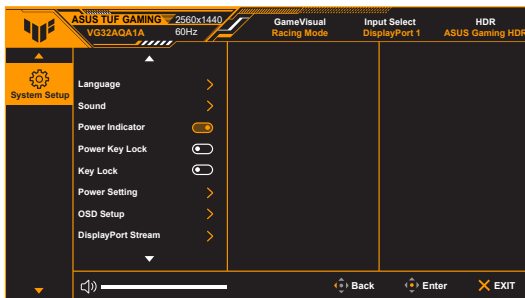 ASUS TUF GAMING 2560x1440
VG32AQA1A 60Hz
GameVisual Input Select HDR
Racing Mode DisplayPort 1 ASUS Gaming HDR
System Setup
Language
Sound
Power Indicator
Power Key Lock
Key Lock
Power Setting
OSD Setup
DisplayPort Stream
Back Enter EXIT